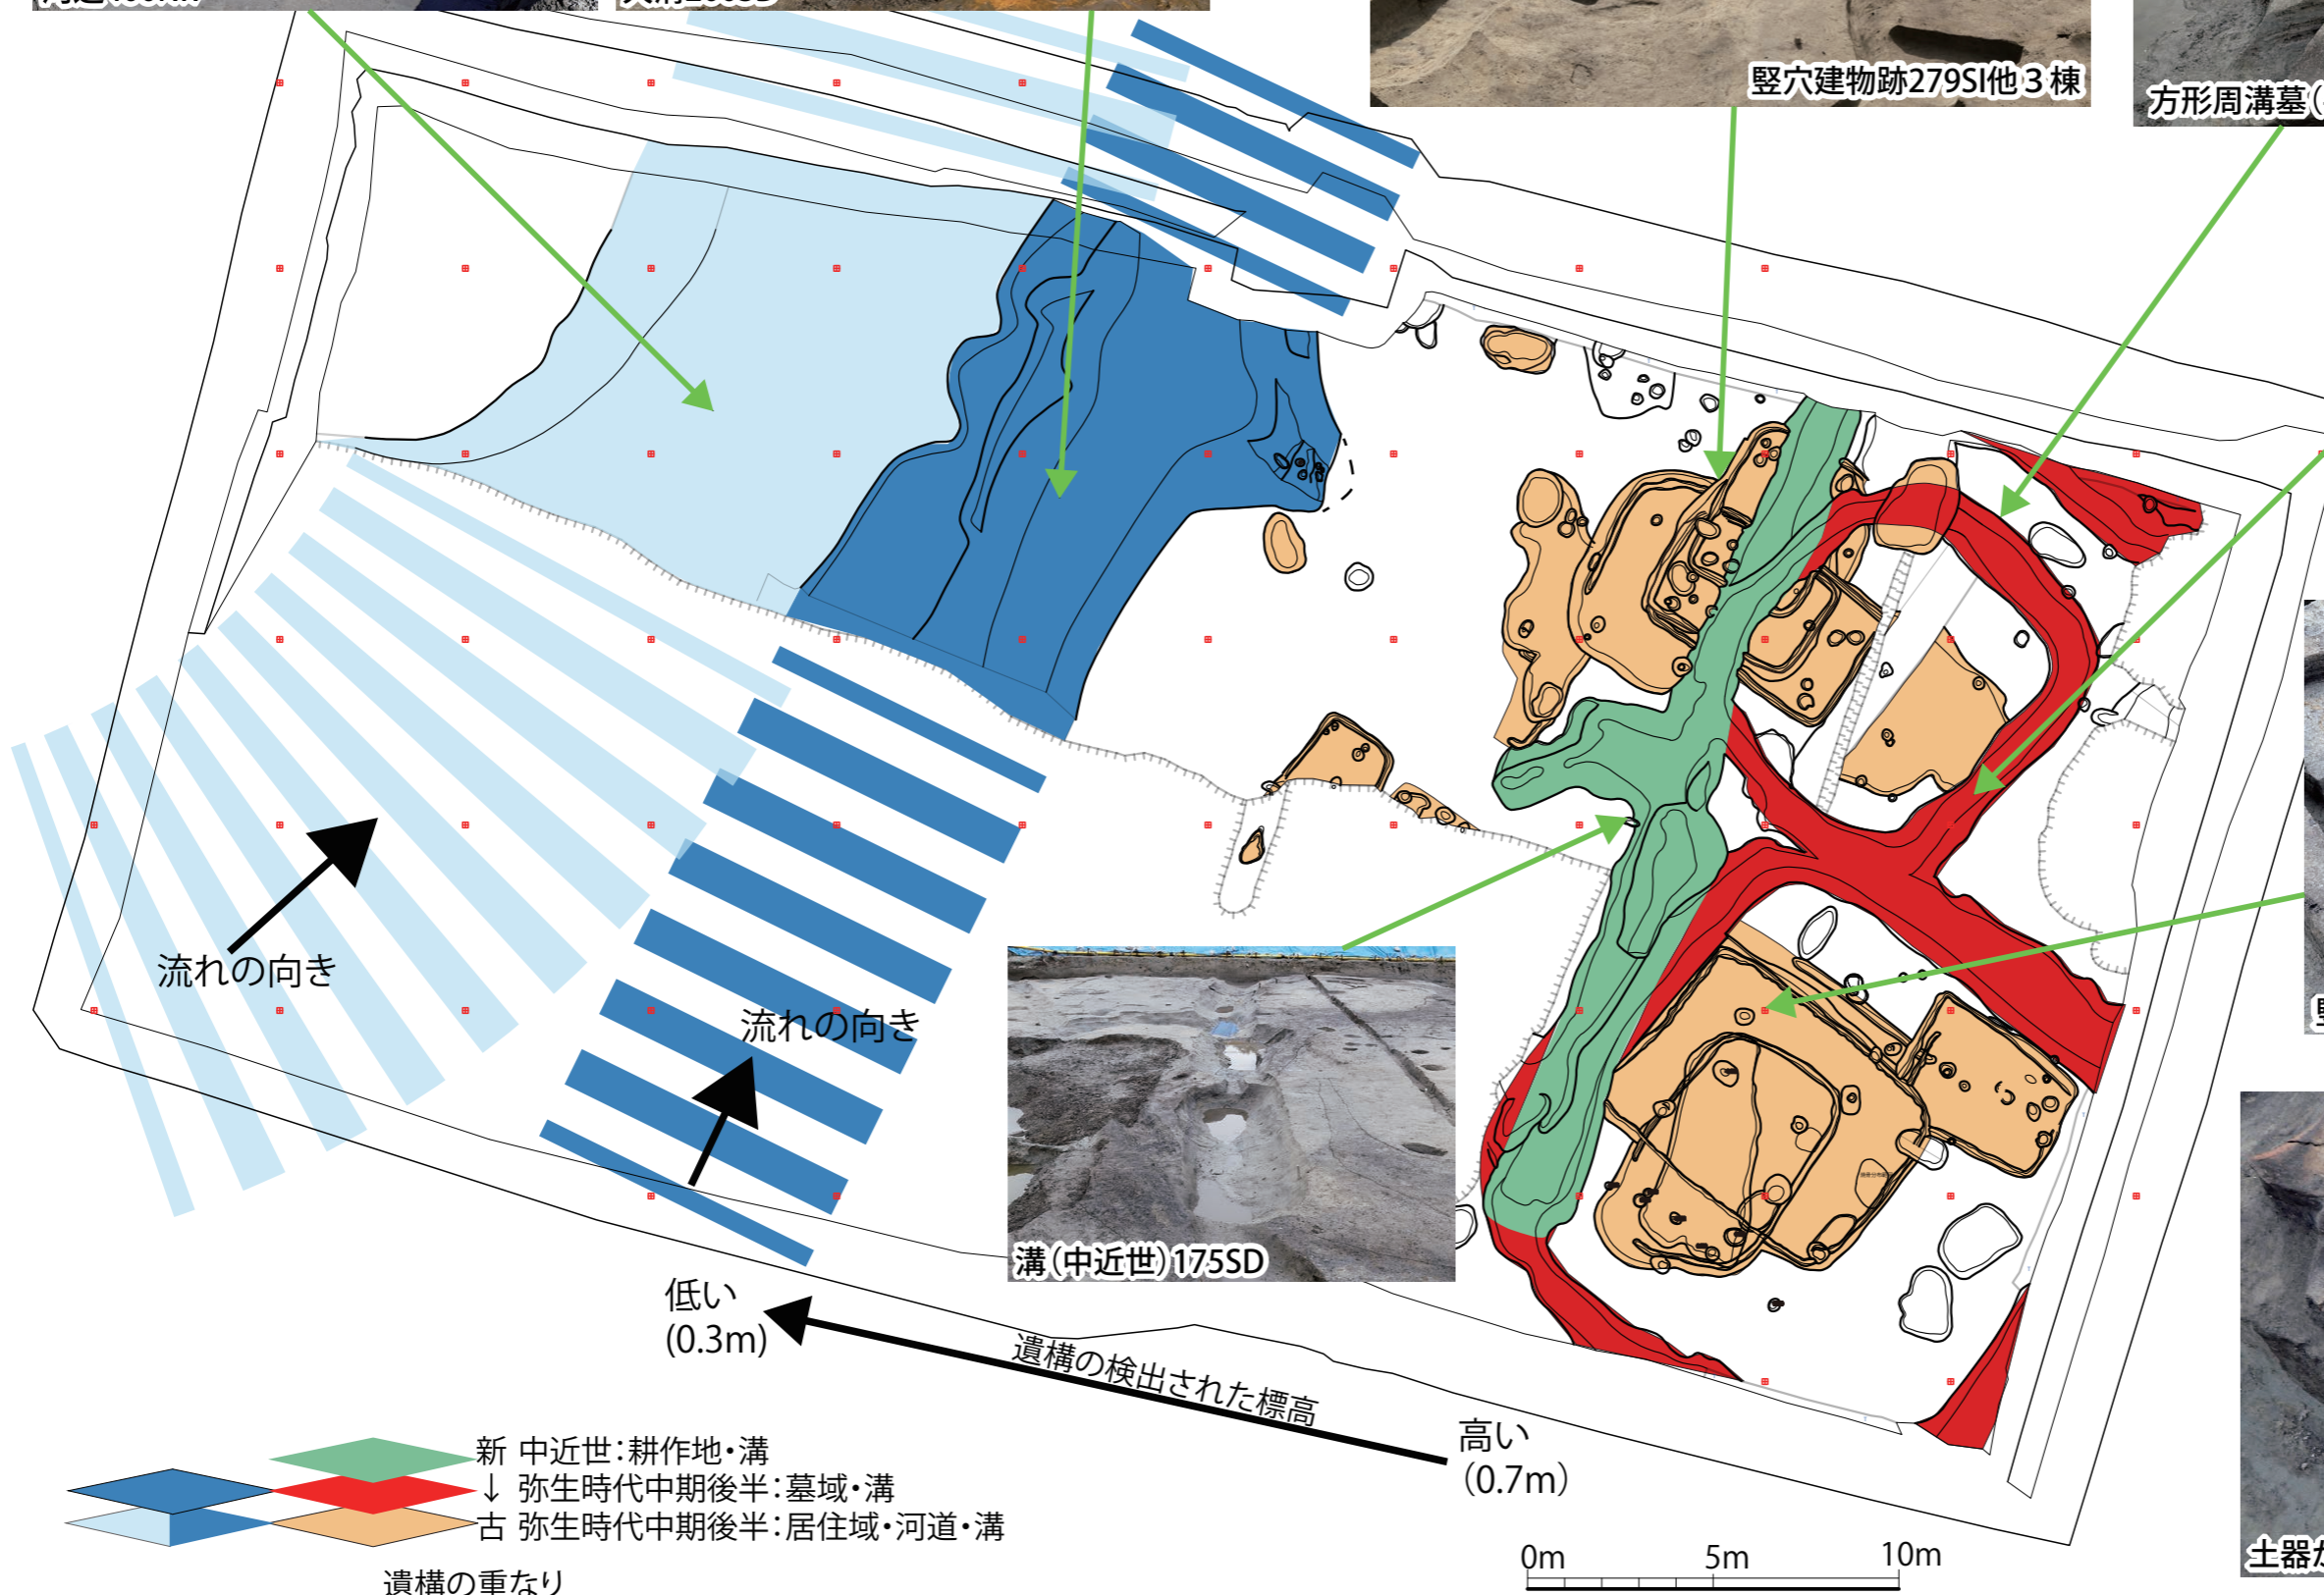 竪穴建物跡279SI他３棟
方形周溝墓(
流れの向き
流れの向き
溝(中近世)175SD
低い
(0.3m)
遺構の検出された標高
高い
(0.7m)
新 中近世：耕作地・溝
↓ 弥生時代中期後半：墓域・溝
古 弥生時代中期後半：居住域・河道・溝
遺構の重なり
0m 5m 10m
土器が